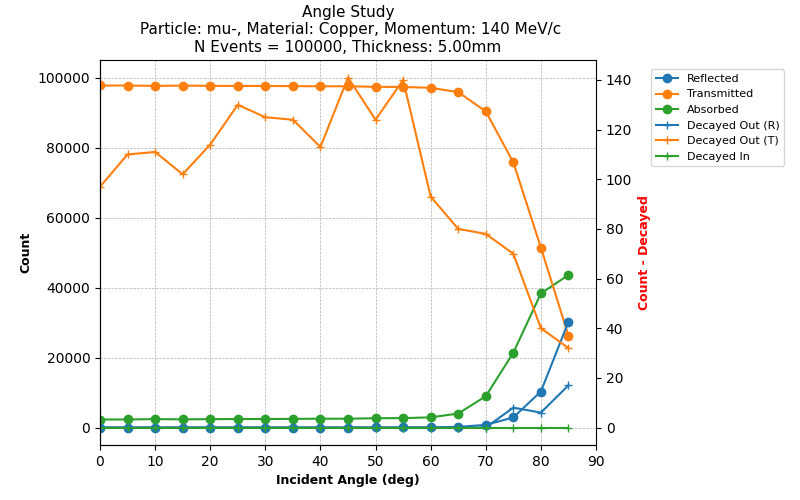 Angle Study
Particle: mu-, Material: Copper, Momentum: 140 MeV/c
N Events = 100000, Thickness: 5.00mm
100000
80000
60000
40000
20000
0
Count
0 10 20 30 40 50 60 70 80 90
Incident Angle (deg)
140
120
100
80
60
40
20
0
Count - Decayed
Reflected
Transmitted
Absorbed
Decayed Out (R)
Decayed Out (T)
Decayed In